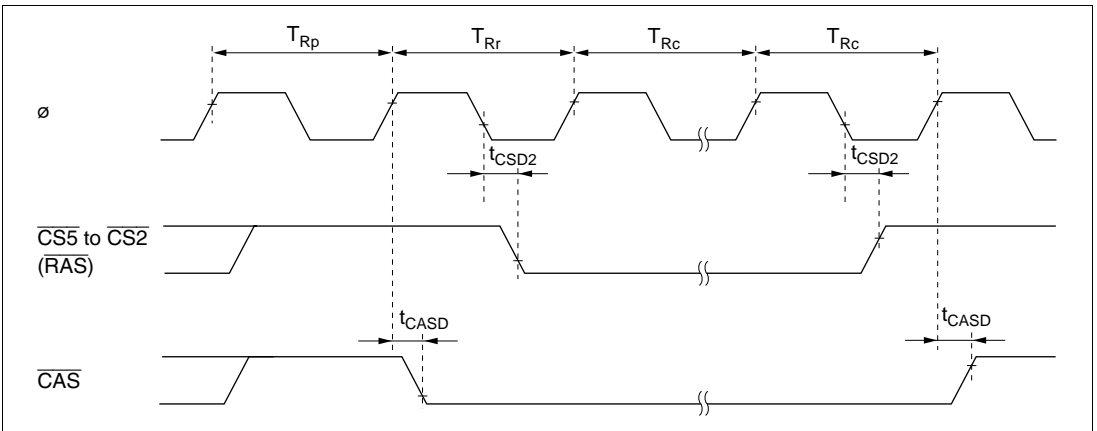 TRp TRr TRc TRc
ø
tCSD2 tCSD2
CS5 to CS2
(RAS)
tCASD tCASD
CAS